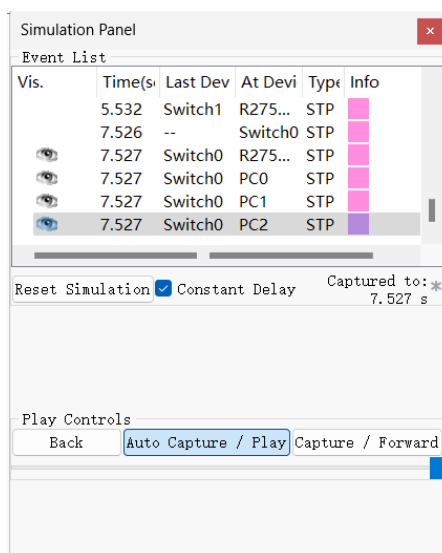 Simulation Panel ×
Event List
Vis. Time(s Last Dev At Devi Type Info
5.532 Switch1 R275... STP
7.526 -- Switch0 STP
7.527 Switch0 R275... STP
7.527 Switch0 PC0 STP
7.527 Switch0 PC1 STP
7.527 Switch0 PC2 STP
Reset Simulation Constant Delay Captured to: *
7.527 s
Play Controls
Back Auto Capture / Play Capture / Forward